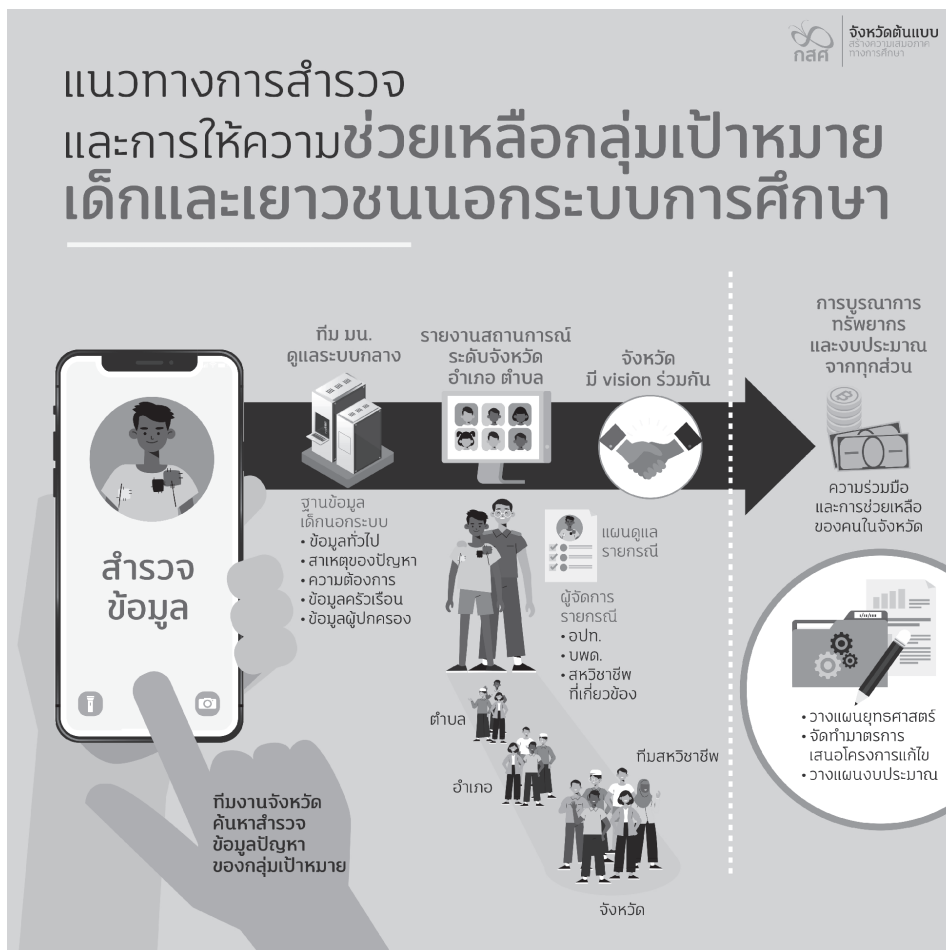 กสศ
จังหวัดต้นแบบ
สร้างความเสมอภาค
ทางการศึกษา
แนวทางการสำรวจ
และการให้ความช่วยเหลือกลุ่มเป้าหมาย
เด็กและเยาวชนนอกระบบการศึกษา
สำรวจ
ข้อมูล
ทีมงานจังหวัด
ค้นหาสำรวจ
ข้อมูลปัญหา
ของกลุ่มเป้าหมาย
ทีม มน.
ดูแลระบบกลาง
ฐานข้อมูล
เด็กนอกระบบ
• ข้อมูลทั่วไป
• สาเหตุของปัญหา
• ความต้องการ
• ข้อมูลครัวเรือน
• ข้อมูลผู้ปกครอง
รายงานสถานการณ์
ระดับจังหวัด
อำเภอ ตำบล
แผนดูแล
รายกรณี
ผู้จัดการ
รายกรณี
• อปท.
• บพด.
• สหวิชาชีพ
ที่เกี่ยวข้อง
ตำบล
อำเภอ
ทีมสหวิชาชีพ
จังหวัด
จังหวัด
มี vision ร่วมกัน
การบูรณาการ
ทรัพยากร
และงบประมาณ
จากทุกส่วน
ความร่วมมือ
และการช่วยเหลือ
ของคนในจังหวัด
• วางแผนยุทธศาสตร์
• จัดทำมาตรการ
เสนอโครงการแก้ไข
• วางแผนงบประมาณ